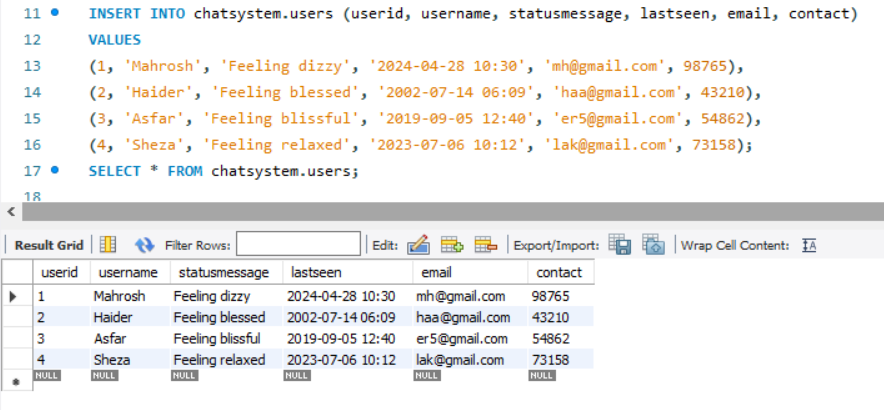 11 INSERT INTO chatsystem.users (userid, username, statusmessage, lastseen, email, contact)
12 VALUES
13 (1, 'Mahrosh', 'Feeling dizzy', '2024-04-28 10:30', 'mh@gmail.com', 98765),
14 (2, 'Haider', 'Feeling blessed', '2002-07-14 06:09', 'haa@gmail.com', 43210),
15 (3, 'Asfar', 'Feeling blissful', '2019-09-05 12:40', 'er5@gmail.com', 54862),
16 (4, 'Sheza', 'Feeling relaxed', '2023-07-06 10:12', 'lak@gmail.com', 73158);
17 SELECT * FROM chatsystem.users;
18
Result Grid Filter Rows: Edit: Export/Import: Wrap Cell Content: IA
userid username statusmessage lastseen email contact
1 Mahrosh Feeling dizzy 2024-04-28 10:30 mh@gmail.com 98765
2 Haider Feeling blessed 2002-07-14 06:09 haa@gmail.com 43210
3 Asfar Feeling blissful 2019-09-05 12:40 er5@gmail.com 54862
4 Sheza Feeling relaxed 2023-07-06 10:12 lak@gmail.com 73158
NULL NULL NULL NULL NULL NULL